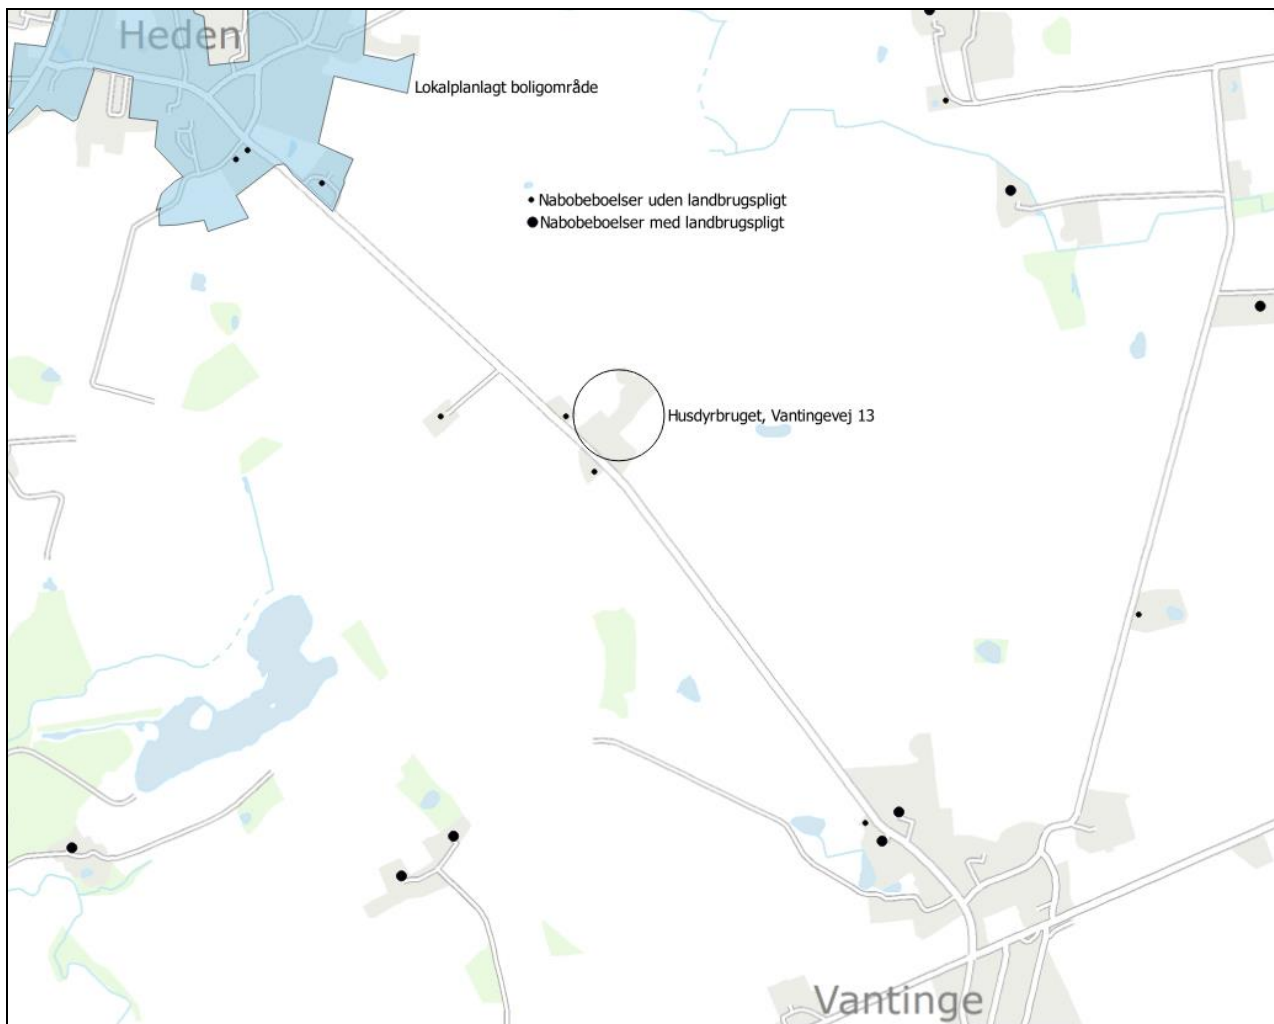 Heden
Lokalplanlagt boligområde
Nabobeboelser uden landbrugspligt
Nabobeboelser med landbrugspligt
Husdyrbruget, Vantingevej 13
Vantinge